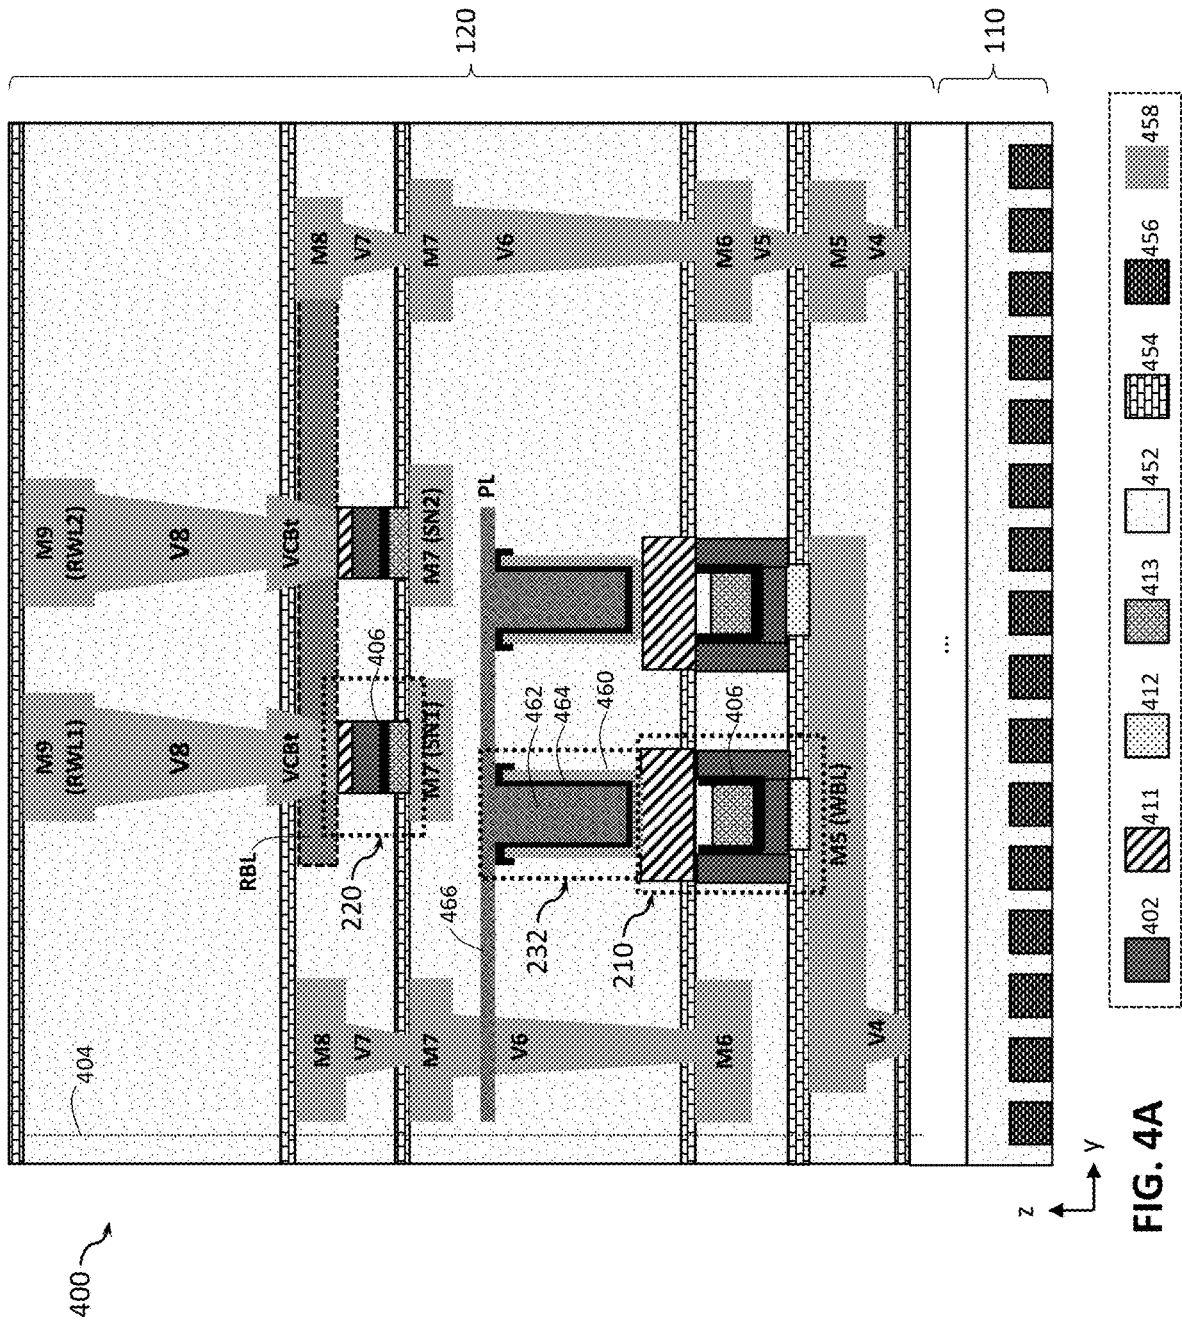 400
404
120
110
M9
(RWL1)
M9
(RWL2)
V8
V8
VCBt
VCBt
RBL
M8
M8
V7
V7
220
406
M7
M7 (SN1)
M7 (SN2)
M7
466
PL
V6
V6
232
462
464
460
210
M6
M6
406
V5
M5 (WBL)
M5
V4
V4
...
z
y
402
411
412
413
452
454
456
458
FIG. 4A